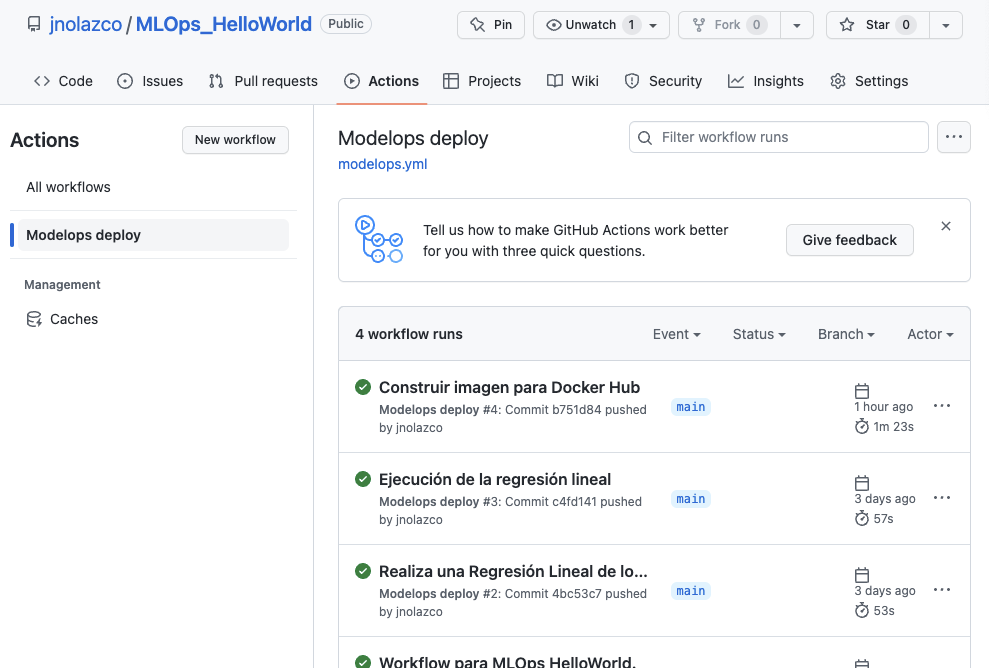 jnolazco / MLOps_HelloWorld Public
Pin
Unwatch 1
Fork 0
Star 0
Code
Issues
Pull requests
Actions
Projects
Wiki
Security
Insights
Settings
Actions
New workflow
All workflows
Modelops deploy
Management
Caches
Modelops deploy
modelops.yml
Filter workflow runs
Tell us how to make GitHub Actions work better
for you with three quick questions.
Give feedback
4 workflow runs
Event
Status
Branch
Actor
Construir imagen para Docker Hub
Modelops deploy #4: Commit b751d84 pushed
by jnolazco
main
1 hour ago
1m 23s
Ejecución de la regresión lineal
Modelops deploy #3: Commit c4fd141 pushed
by jnolazco
main
3 days ago
57s
Realiza una Regresión Lineal de lo...
Modelops deploy #2: Commit 4bc53c7 pushed
by jnolazco
main
3 days ago
53s
Workflow para MLOps HelloWorld.